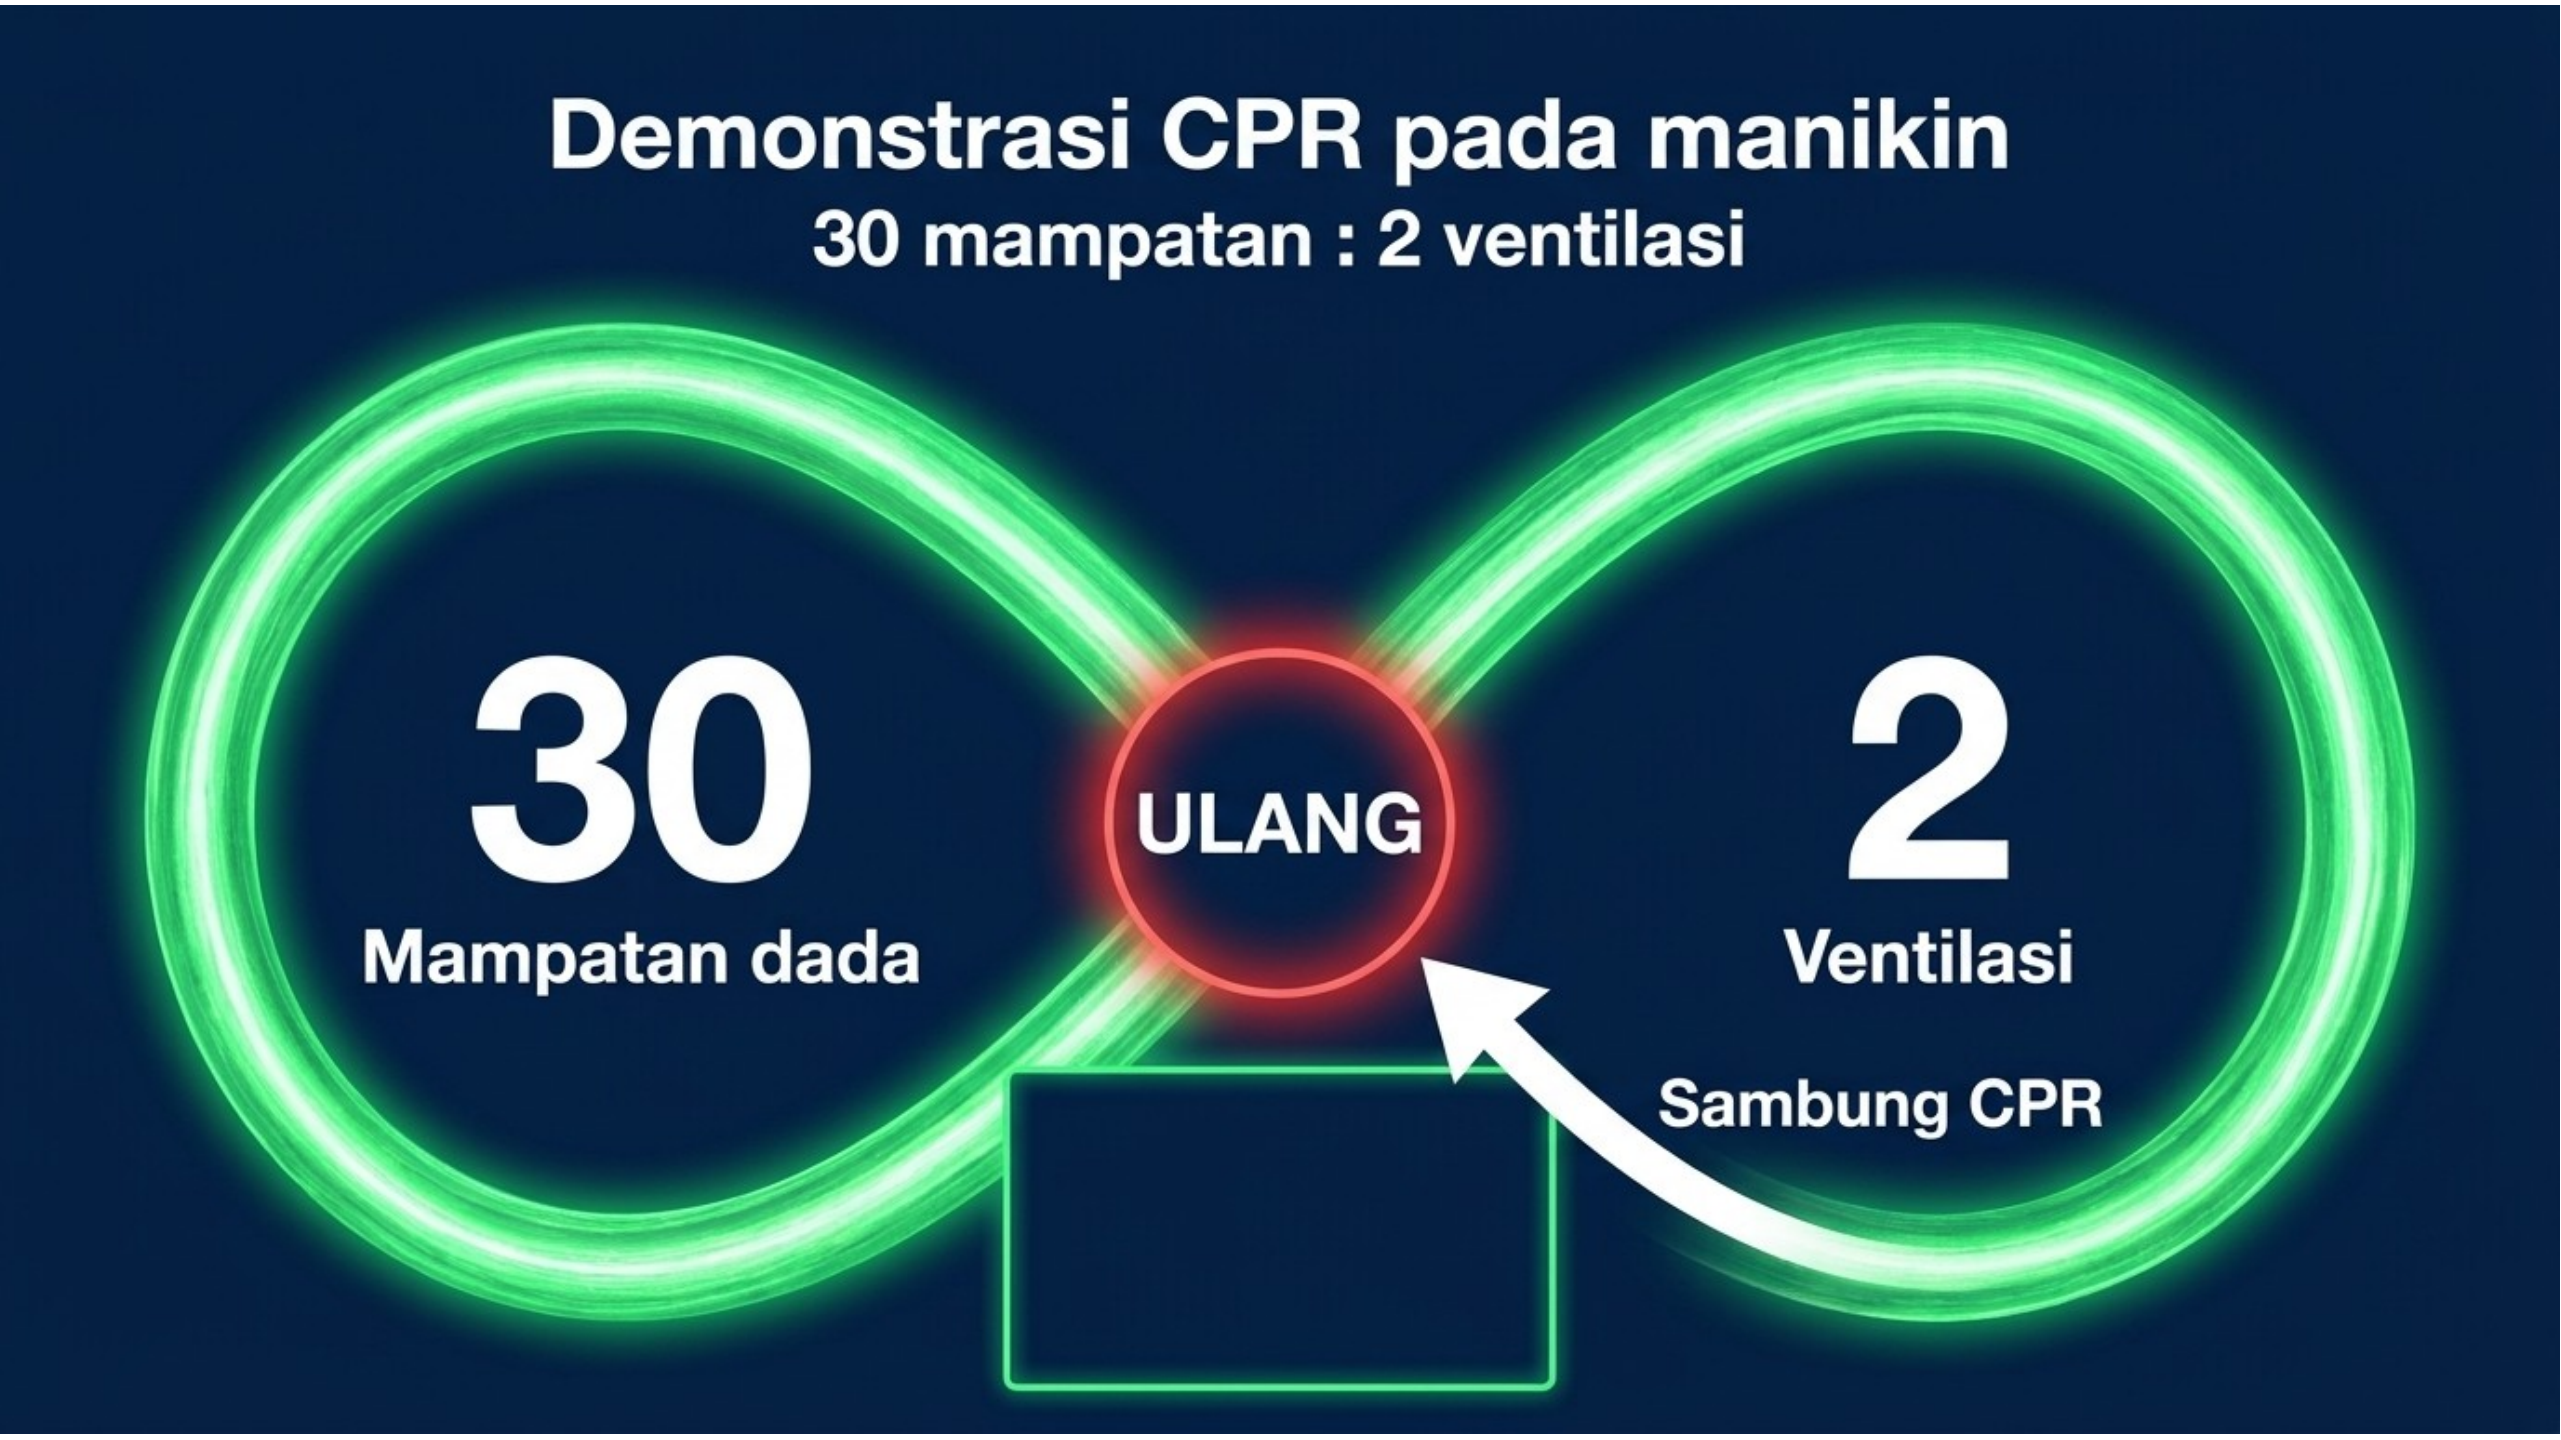 Demonstrasi CPR pada manikin
30 mampatan : 2 ventilasi
30
Mampatan dada
ULANG
2
Ventilasi
Sambung CPR